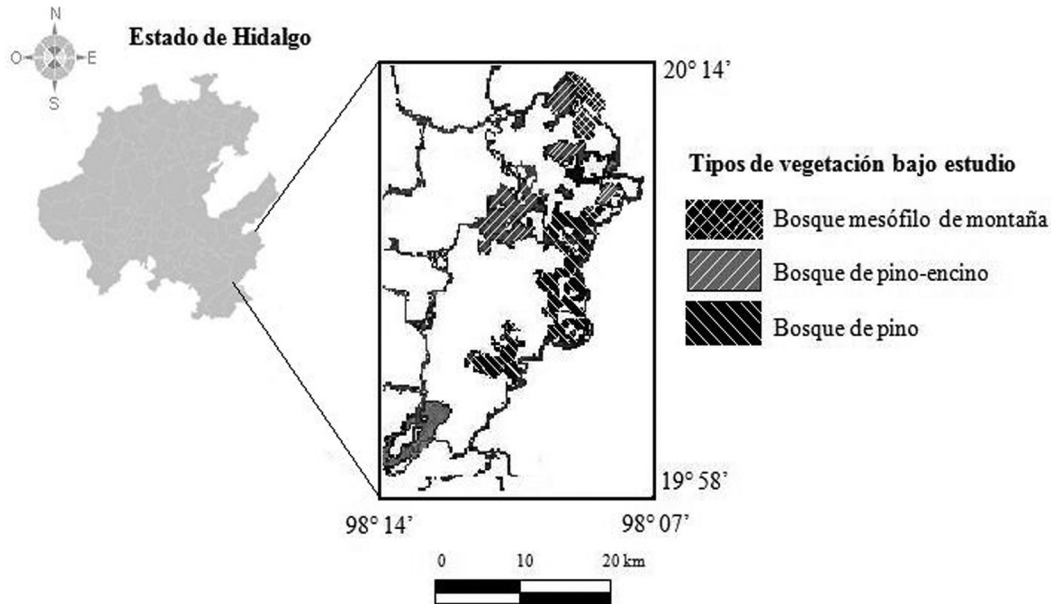 N
O E
S
Estado de Hidalgo
20° 14’
Tipos de vegetación bajo estudio
Bosque mesófilo de montaña
Bosque de pino-encino
Bosque de pino
19° 58’
98° 14’ 98° 07’
0 10 20 km